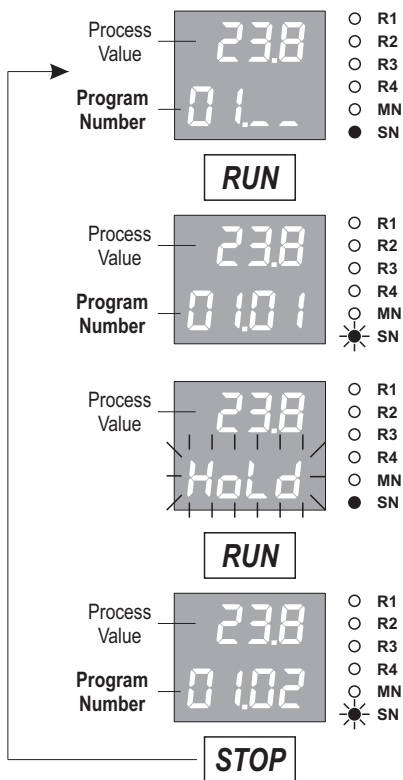 Process
Value
23.8
Program
Number
01._ _
R1
R2
R3
R4
MN
SN
RUN
Process
Value
23.8
Program
Number
01.01
R1
R2
R3
R4
MN
SN
Process
Value
23.8
HoLd
R1
R2
R3
R4
MN
SN
RUN
Process
Value
23.8
Program
Number
01.02
R1
R2
R3
R4
MN
SN
STOP